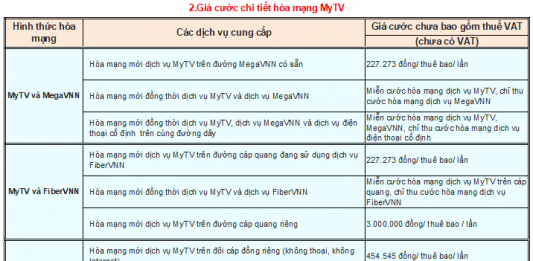 2.Giá cước chi tiết hòa mạng MyTV
Hình thức hòa
mạng
Các dịch vụ cung cấp
Giá cước chưa bao gồm thuế VAT
(chưa có VAT)
MyTV và MegaVNN
Hòa mạng mới dịch vụ MyTV trên đường MegaVNN có sẵn
227.273 đồng/ thuê bao/ lần
Hòa mạng mới đồng thời dịch vụ MyTV và dịch vụ MegaVNN
Miễn cước hòa mạng dịch vụ MyTV, chỉ thu
cước hòa mạng dịch vụ MegaVNN
Hòa mạng mới đồng thời dịch vụ MyTV, dịch vụ MegaVNN và dịch vụ điện
thoại cố định trên cùng đường dây
Miễn cước hòa mạng dịch vụ MyTV,
MegaVNN, chỉ thu cước hòa mạng dịch vụ
điện thoại cố định
MyTV và FiberVNN
Hòa mạng mới dịch vụ MyTV trên đường cáp quang đang sử dụng dịch vụ
FiberVNN
227.273 đồng/ thuê bao/ lần
Hòa mạng mới đồng thời dịch vụ MyTV và dịch vụ FiberVNN
Miễn cước hòa mạng dịch vụ MyTV trên cáp
quang, chỉ thu cước hòa mạng dịch vụ
FiberVNN
Hòa mạng mới dịch vụ MyTV trên đường cáp quang riêng
3.000.000 đồng/ thuê bao / lần
Hòa mạng mới dịch vụ MyTV trên đôi cáp đồng riêng (không thoại, không
454.545 đồng/ thuê bao/ lần